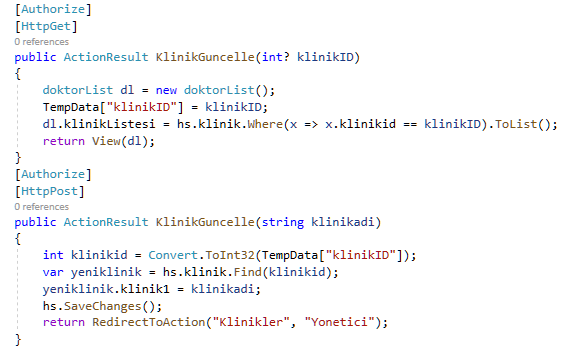 [Authorize]
[HttpGet]
0 references
public ActionResult KlinikGuncelle(int? klinikID)
{
doktorList dl = new doktorList();
TempData["klinikID"] = klinikID;
dl.klinikListesi = hs.klinik.Where(x => x.klinikid == klinikID).ToList();
return View(dl);
}
[Authorize]
[HttpPost]
0 references
public ActionResult KlinikGuncelle(string klinikadi)
{
int klinikid = Convert.ToInt32(TempData["klinikID"]);
var yeniklinik = hs.klinik.Find(klinikid);
yeniklinik.klinik1 = klinikadi;
hs.SaveChanges();
return RedirectToAction("Klinikler", "Yonetici");
}